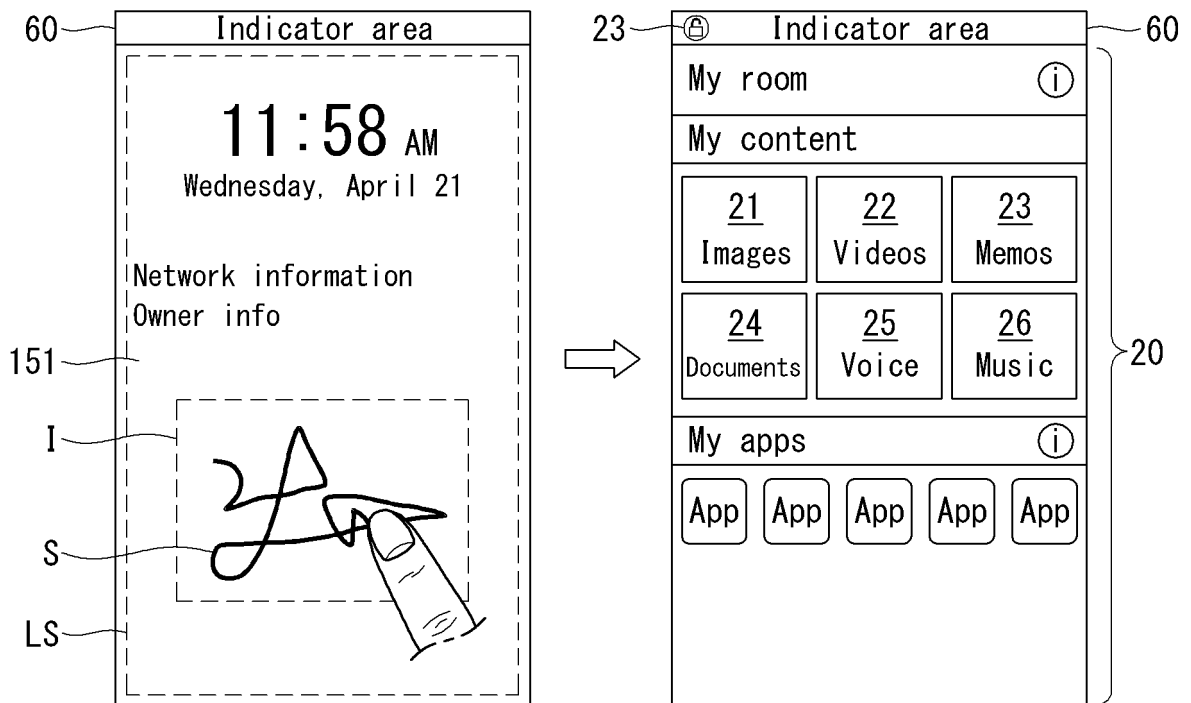 60
Indicator area
11:58 AM
Wednesday, April 21
Network information
Owner info
151
I
S
LS
23
Indicator area
60
My room
i
My content
21
Images
22
Videos
23
Memos
24
Documents
25
Voice
26
Music
20
My apps
i
App App App App App